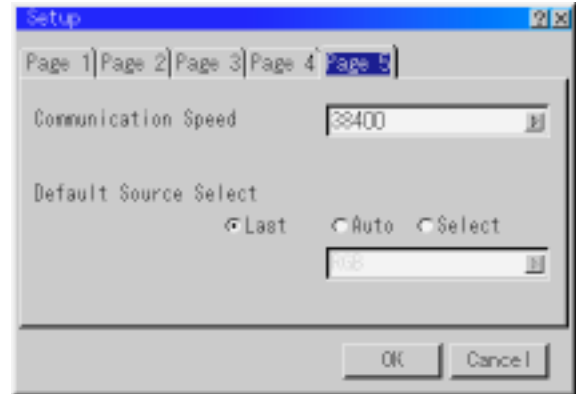 Setup
Page 1 Page 2 Page 3 Page 4 Page 5
Communication Speed 38400
Default Source Select
Last Auto Select
RGB
OK Cancel